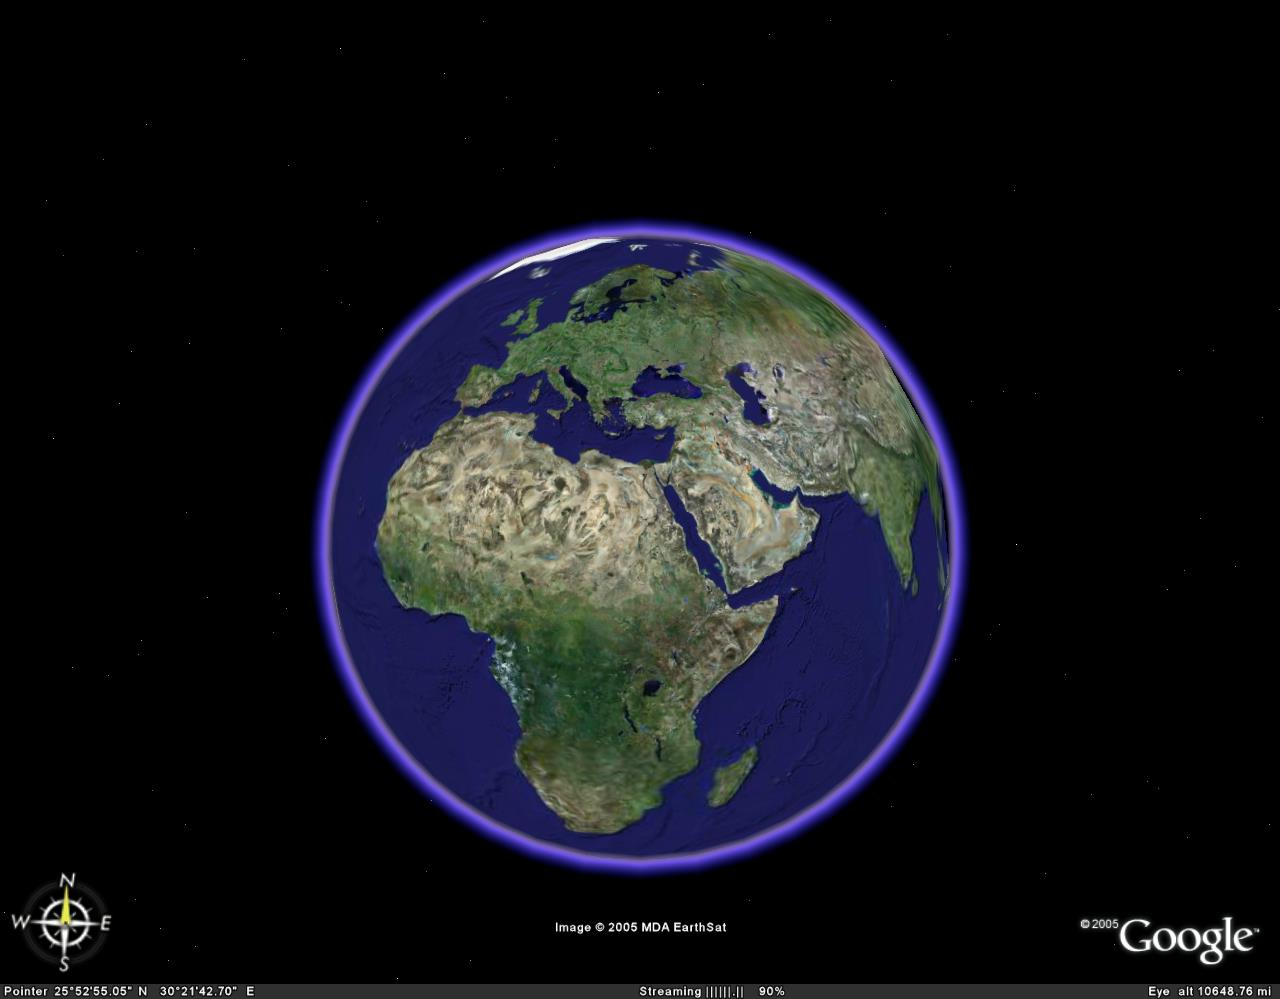 N
W E
S
Image © 2005 MDA EarthSat
© 2005 Google™
Pointer 25°52'55.05" N 30°21'42.70" E Streaming ||||||.|| 90% Eye alt 10648.76 mi